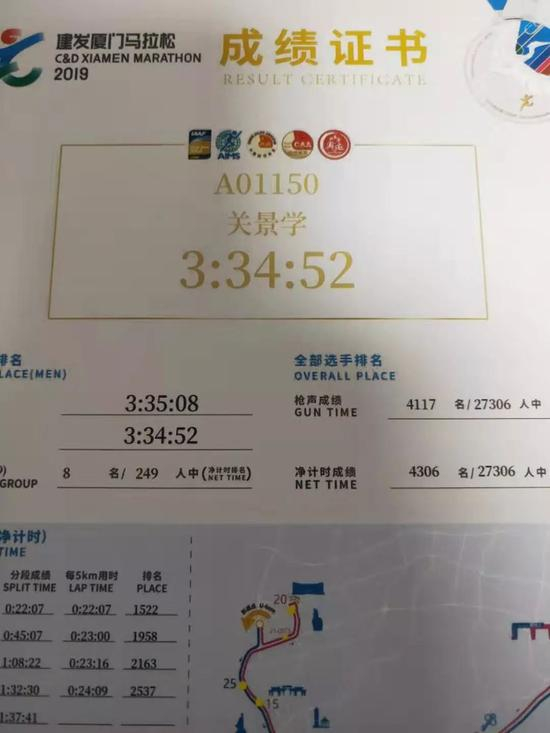 建发厦门马拉松
C&D XIAMEN MARATHON
2019
成绩证书
RESULT CERTIFICATE
IAAF AIMS
A01150
关景学
3:34:52
排名
LACE(MEN)
3:35:08
3:34:52
9)
GROUP 8 名/ 249 人中(净计时排名 NET TIME)
全部选手排名
OVERALL PLACE
枪声成绩
GUN TIME 4117 名/ 27306 人中
净计时成绩
NET TIME 4306 名/ 27306 人中
净计时)
TIME
分段成绩 每5km用时 排名
SPLIT TIME LAP TIME PLACE
0:22:07 0:22:07 1522
0:45:07 0:23:00 1958
1:08:22 0:23:16 2163
1:32:30 0:24:09 2537
1:37:41
20
25
15